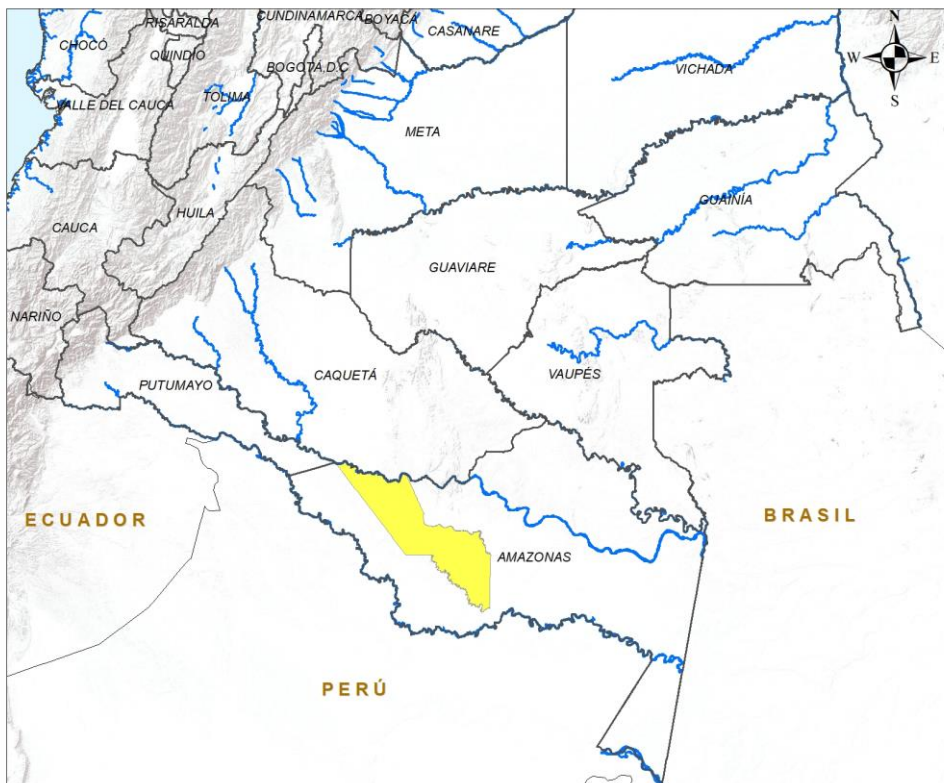 CUNDINAMARCA
BOYACÁ
RISARALDA
CASANARE
N
CHOCÓ
QUINDÍO
BOGOTÁ.D.C
VICHADA
W
E
S
VALLE DEL CAUCA
TOLIMA
META
GUAINÍA
HUILA
CAUCA
GUAVIARE
NARIÑO
CAQUETÁ
VAUPÉS
PUTUMAYO
ECUADOR
BRASIL
AMAZONAS
PERÚ